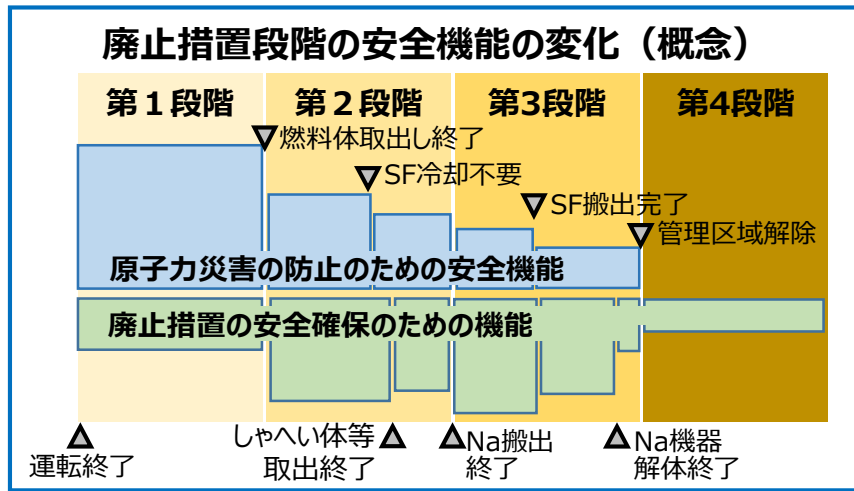 廃止措置段階の安全機能の変化（概念）
第１段階
第２段階
第3段階
第4段階
燃料体取出し終了
SF冷却不要
SF搬出完了
管理区域解除
原子力災害の防止のための安全機能
廃止措置の安全確保のための機能
運転終了
しゃへい体等
取出終了
Na搬出
終了
Na機器
解体終了